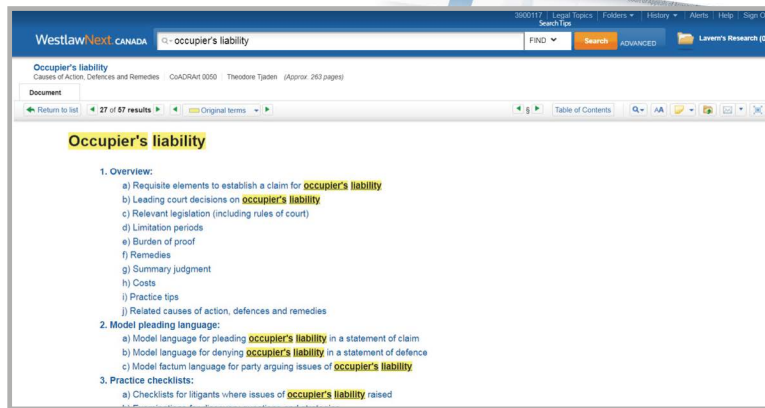 3900117 Legal Topics Folders History Alerts Help Sign O
Search Tips
WestlawNext. CANADA occupier's liability FIND Search ADVANCED Lavern's Research (0
Occupier's liability
Causes of Action, Defences and Remedies CoADRArt 0050 Theodore Tjaden (Approx. 263 pages)
Document
Return to list 27 of 57 results Original terms § Table of Contents AA
Occupier's liability
1. Overview:
a) Requisite elements to establish a claim for occupier's liability
b) Leading court decisions on occupier's liability
c) Relevant legislation (including rules of court)
d) Limitation periods
e) Burden of proof
f) Remedies
g) Summary judgment
h) Costs
i) Practice tips
j) Related causes of action, defences and remedies
2. Model pleading language:
a) Model language for pleading occupier's liability in a statement of claim
b) Model language for denying occupier's liability in a statement of defence
c) Model factum language for party arguing issues of occupier's liability
3. Practice checklists:
a) Checklists for litigants where issues of occupier's liability raised